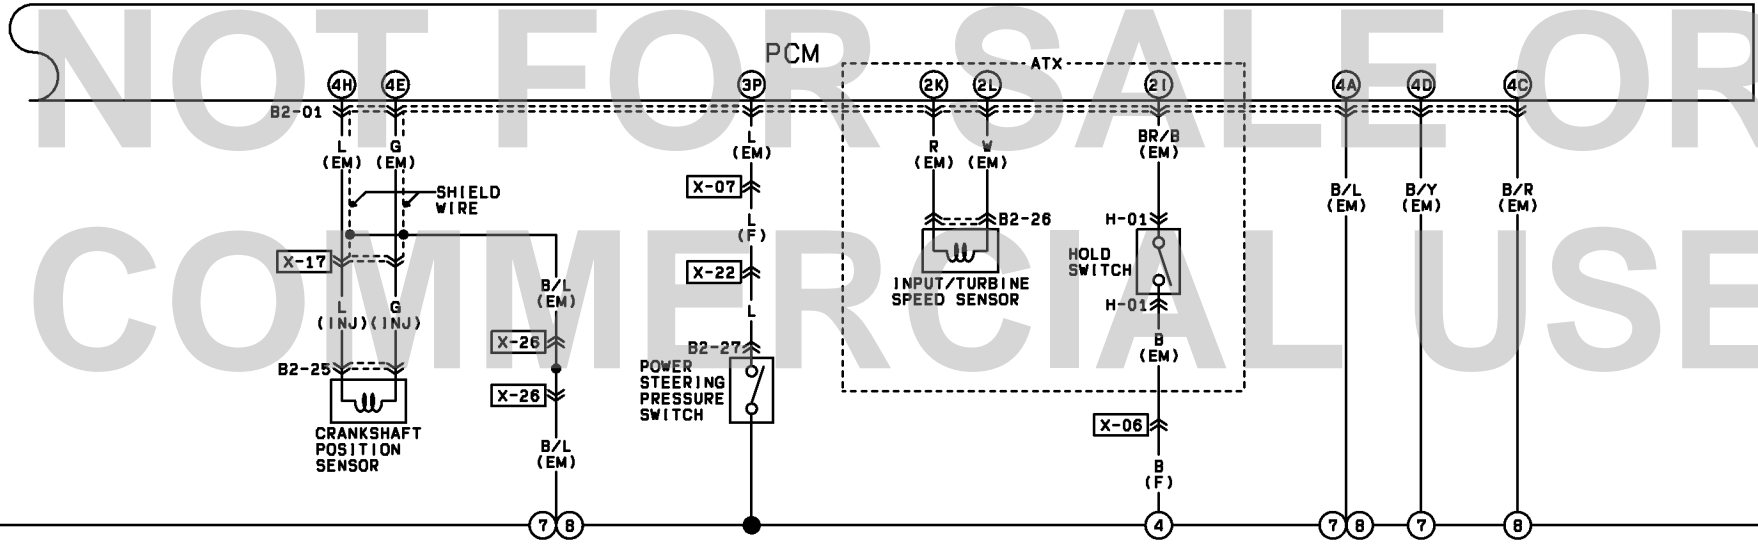 NOT FOR SALE OR
COMMERCIAL USE
PCM
ATX
4H
4E
3P
2K
2L
2I
4A
4D
4C
B2-01
L
(EM)
G
(EM)
L
(EM)
R
(EM)
W
(EM)
BR/B
(EM)
B/L
(EM)
B/Y
(EM)
B/R
(EM)
SHIELD
WIRE
X-07
L
(F)
B2-26
H-01
X-17
X-22
HOLD
SWITCH
INPUT/TURBINE
SPEED SENSOR
B/L
(EM)
L
(INJ)
G
(INJ)
L
H-01
X-26
B2-27
B
(EM)
B2-25
POWER
STEERING
PRESSURE
SWITCH
X-26
CRANKSHAFT
POSITION
SENSOR
X-06
B/L
(EM)
B
(F)
7
8
4
7
8
7
8